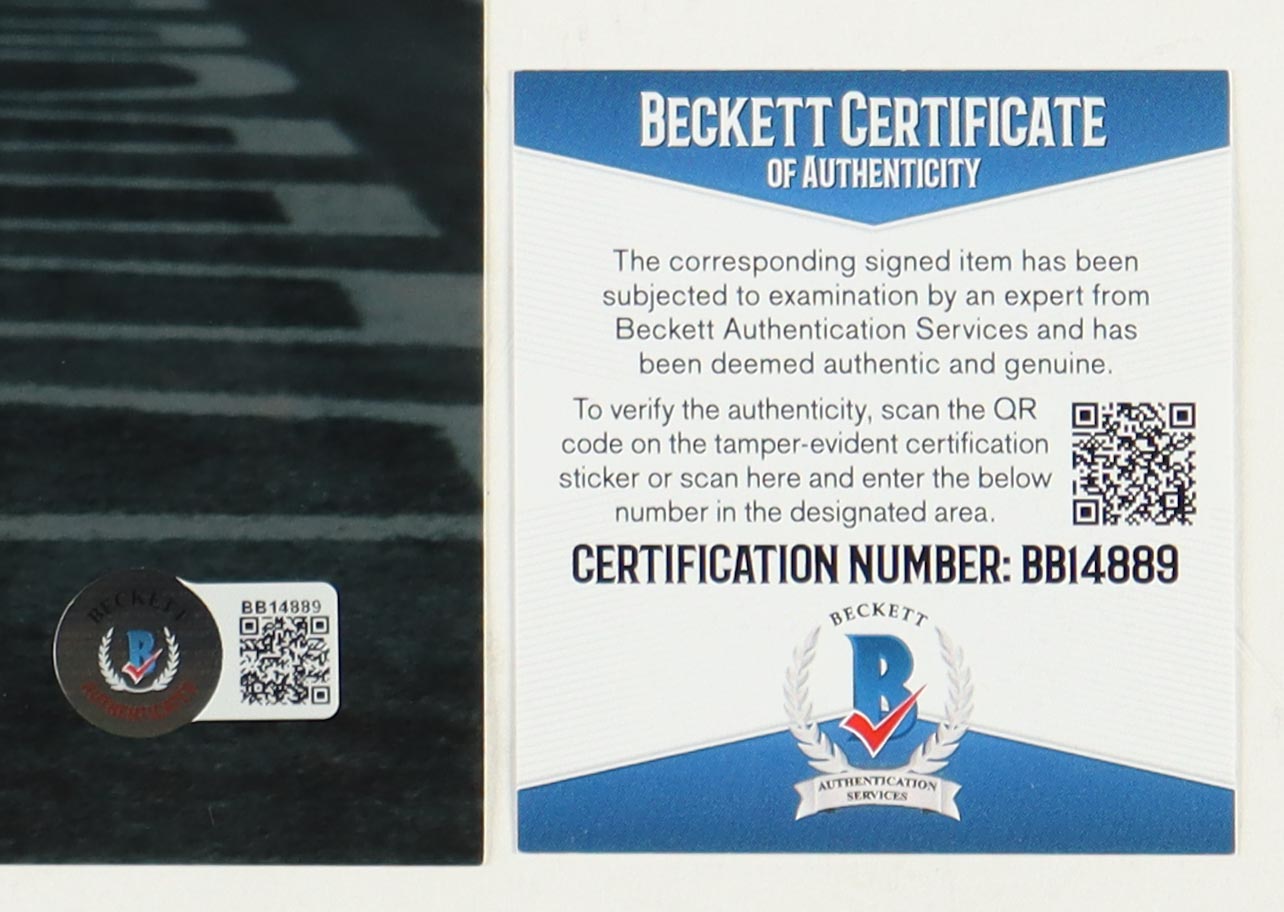 BECKETT CERTIFICATE
OF AUTHENTICITY
The corresponding signed item has been
subjected to examination by an expert from
Beckett Authentication Services and has
been deemed authentic and genuine.
To verify the authenticity, scan the QR
code on the tamper-evident certification
sticker or scan here and enter the below
number in the designated area.
CERTIFICATION NUMBER: BB14889
BECKETT
B
AUTHENTICATION
SERVICES
BECKETT
B
AUTHENTICATED
BB14889